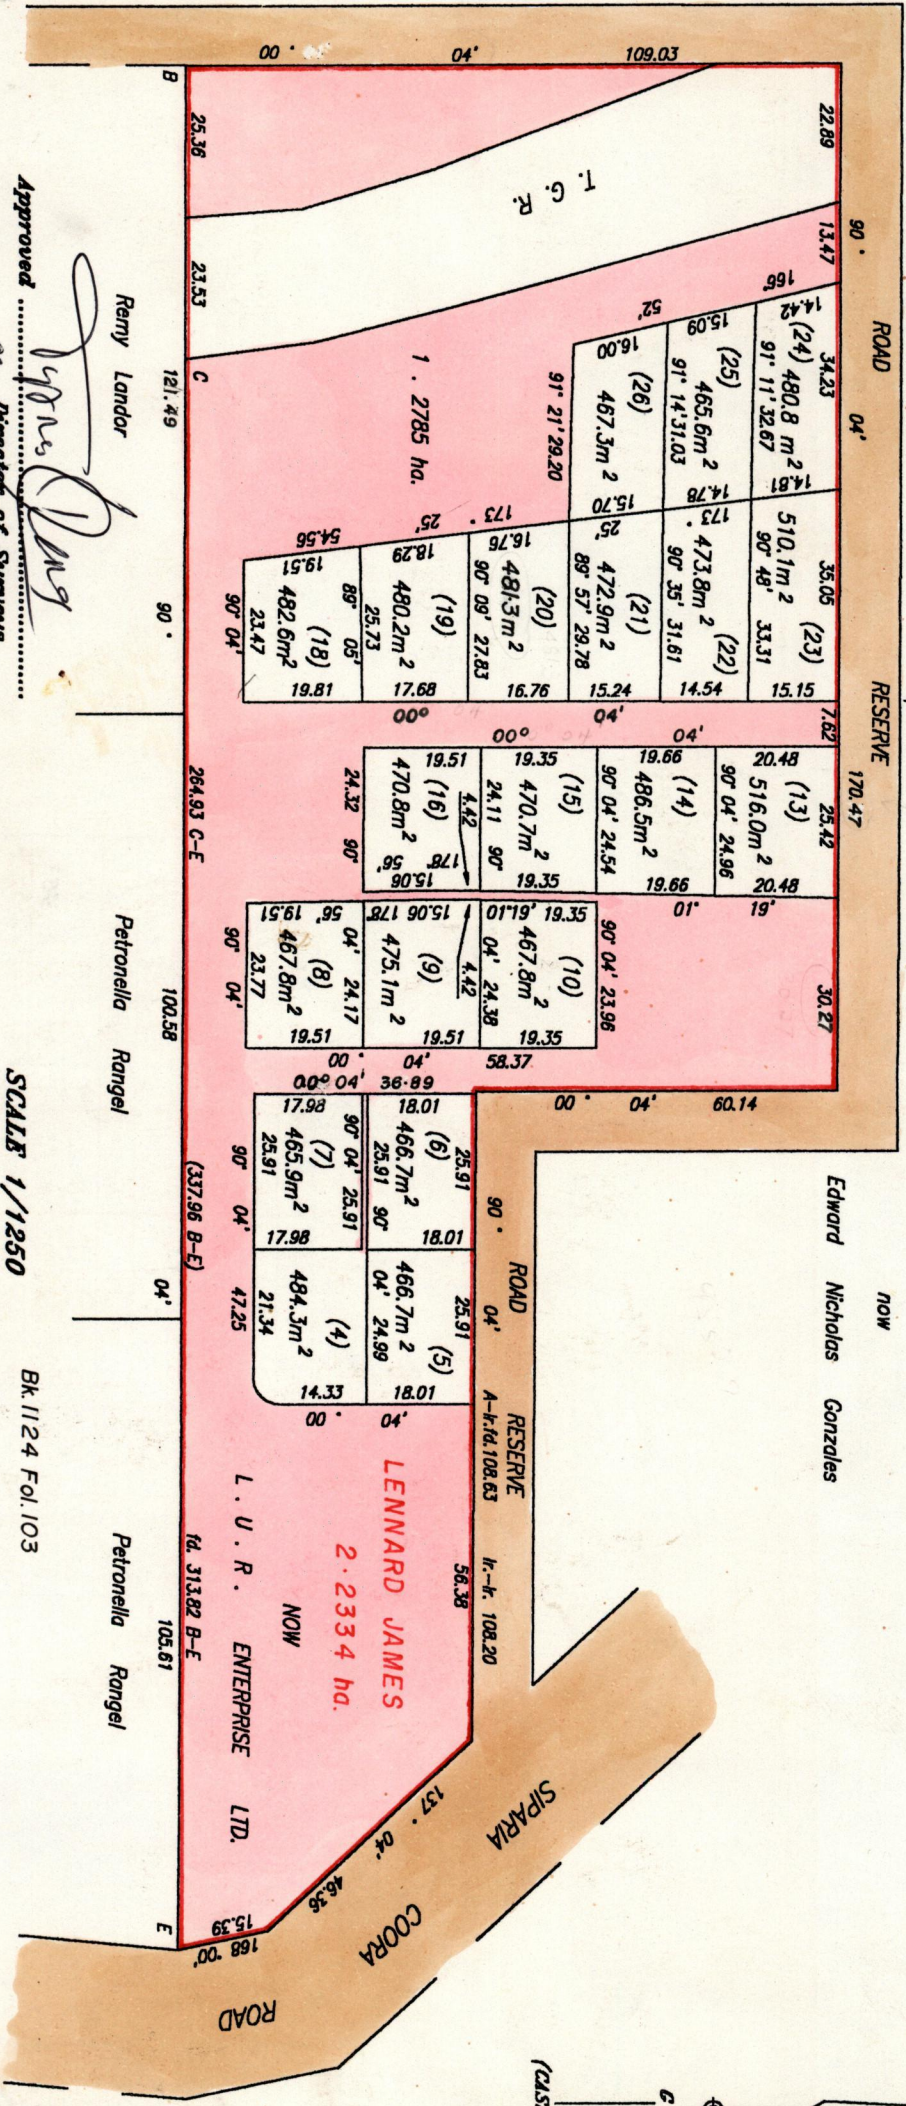 now
Edward Nicholas Gonzales
ROAD RESERVE
90° 04' 170.47
22.89
13.47
34.23
35.05
7.62
25.42
30.27
109.03
04'
00°
T. G. R.
166° 52'
14.42
(24) 480.8 m²
91° 11' 32.67
14.81
15.09
(25)
465.6m²
91° 14' 31.03
14.78
16.00
(26)
467.3m²
15.70
91° 21' 29.20
(23)
510.1m²
90° 48' 33.31
15.15
173° 25'
(22)
473.8m²
90° 35' 31.61
14.54
(21)
472.9m²
89° 57' 29.78
15.24
16.76
(20)
481.3m²
90° 09' 27.83
16.76
173° 25'
54.56
18.29
(19)
480.2m²
25.73
89° 05'
17.68
19.51
(18)
482.6m²
23.47
90° 04'
19.81
00° 04'
00° 04'
20.48
(13)
516.0m²
90° 04' 24.96
20.48
19.66
(14)
486.5m²
90° 04' 24.54
19.66
19.35
(15)
470.7m²
24.11 90°
19.35
19.51
(16)
470.8m²
4.42
178° 56'
15.06
24.32 90°
01° 19'
90° 04' 23.96
19.35
01° 19'
(10)
467.8m²
04' 24.38
19.35
4.42
15.06
178° 56'
(9)
475.1m²
04' 24.17
19.51
19.51
(8)
467.8m²
23.77
90° 04'
19.51
00° 04' 58.37
00° 04' 36.89
00° 04' 60.14
18.01
25.91
(6)
466.7m²
25.91 90°
18.01
17.98
90° 04' 25.91
(7)
465.9m²
25.91
17.98
25.91
(5)
466.7m²
04' 24.99
18.01
(4)
484.3m²
21.34
14.33
90° 04' 47.25
00° 04'
ROAD RESERVE
90° 04' A-Ir.fd.108.63 Ir.-Ir. 108.20
56.38
1.2785 ha.
LENNARD JAMES
2.2334 ha.
NOW
L.U.R. ENTERPRISE LTD.
137° 04'
46.36
168° 00'
15.39
SIPARIA COORA ROAD
B
25.36
23.53
C
264.93 C-E
(337.96 B-E)
fd. 313.82 B-E
E
121.49
90°
100.58
04'
105.61
Remy Landor
Petronella Rangel
Petronella Rangel
Approved
SCALE 1/1250
Bk.1124 Fol.103